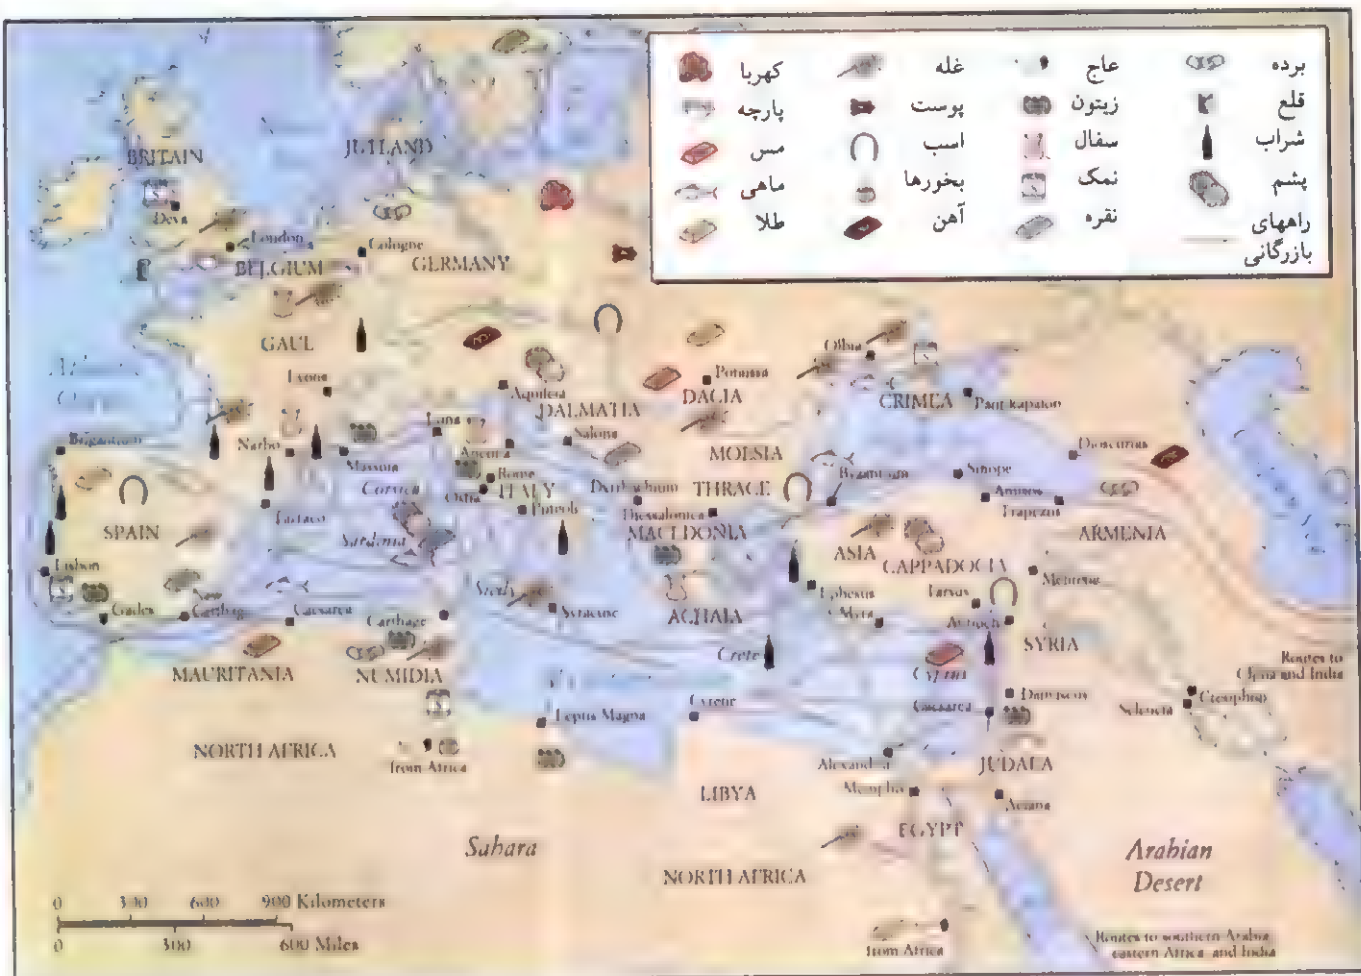 کهربا
غله
عاج
برده
پارچه
پوست
زیتون
قلع
مس
اسب
سفال
شراب
ماهی
بخورها
نمک
پشم
طلا
آهن
نقره
راههای
بازرگانی
BRITAIN
JUTLAND
Deva
London
Cologne
BELGIUM
GERMANY
GAUL
Lyons
Aquileia
DALMATIA
DACIA
Potaissa
Olbia
CRIMEA
Pantikapaion
Brigantium
Narbo
Massilia
Luna
Ancona
Salona
MOESIA
Dioscurias
Corsica
Rome
Ostia
ITALY
Puteoli
THRACE
Byzantium
Sinope
Amisos
Trapezus
SPAIN
Tarraco
Sardinia
Thessalonica
MACEDONIA
ASIA
CAPPADOCIA
ARMENIA
Lisbon
Gades
New
Carthage
Caesarea
Carthage
Sicily
Syracuse
ACHAIA
Ephesus
Myra
Tarsus
Antioch
SYRIA
MAURITANIA
NUMIDIA
Crete
Cyprus
Routes to
China and India
Leptis Magna
Cyrene
Caesarea
Damascus
Seleucia
Ctesiphon
NORTH AFRICA
from Africa
Alexandria
JUDAEA
LIBYA
Memphis
EGYPT
Sahara
NORTH AFRICA
Arabian
Desert
0 300 600 900 Kilometers
0 300 600 Miles
from Africa
Routes to southern Arabia,
eastern Africa, and India